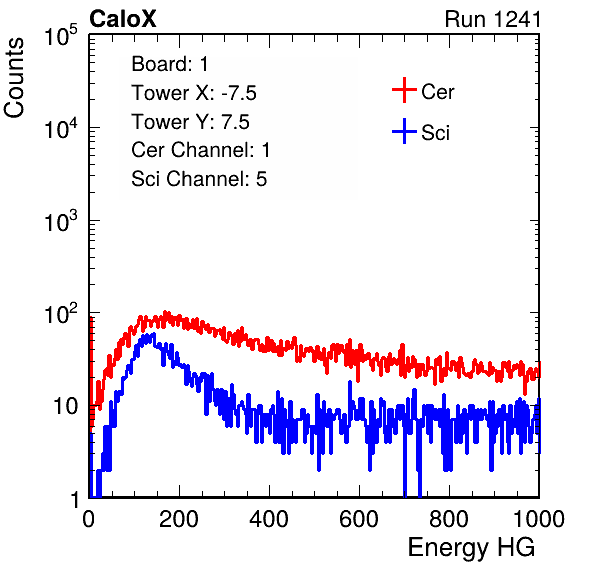 CaloX Run 1241
Counts
10^5
10^4
10^3
10^2
10
1
Board: 1
Tower X: -7.5
Tower Y: 7.5
Cer Channel: 1
Sci Channel: 5
Cer
Sci
0 200 400 600 800 1000
Energy HG